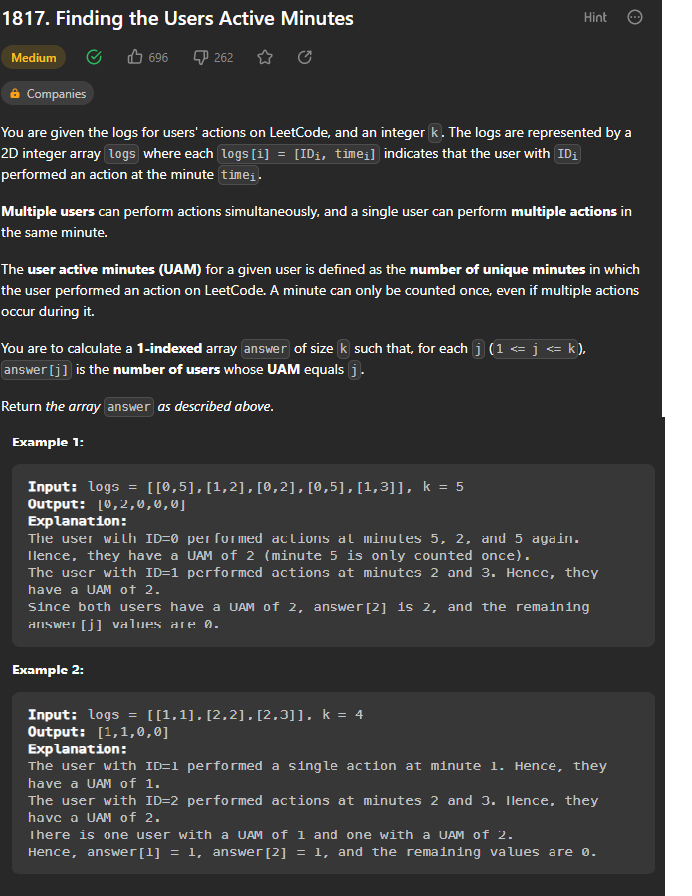 1817. Finding the Users Active Minutes
Hint
Medium
696
262
Companies
You are given the logs for users' actions on LeetCode, and an integer k. The logs are represented by a
2D integer array logs where each logs[i] = [IDᵢ, timeᵢ] indicates that the user with IDᵢ
performed an action at the minute timeᵢ.
Multiple users can perform actions simultaneously, and a single user can perform multiple actions in
the same minute.
The user active minutes (UAM) for a given user is defined as the number of unique minutes in which
the user performed an action on LeetCode. A minute can only be counted once, even if multiple actions
occur during it.
You are to calculate a 1-indexed array answer of size k such that, for each j (1 <= j <= k),
answer[j] is the number of users whose UAM equals j.
Return the array answer as described above.
Example 1:
Input: logs = [[0,5],[1,2],[0,2],[0,5],[1,3]], k = 5
Output: [0,2,0,0,0]
Explanation:
The user with ID=0 performed actions at minutes 5, 2, and 5 again.
Hence, they have a UAM of 2 (minute 5 is only counted once).
The user with ID=1 performed actions at minutes 2 and 3. Hence, they
have a UAM of 2.
Since both users have a UAM of 2, answer[2] is 2, and the remaining
answer[j] values are 0.
Example 2:
Input: logs = [[1,1],[2,2],[2,3]], k = 4
Output: [1,1,0,0]
Explanation:
The user with ID=1 performed a single action at minute 1. Hence, they
have a UAM of 1.
The user with ID=2 performed actions at minutes 2 and 3. Hence, they
have a UAM of 2.
There is one user with a UAM of 1 and one with a UAM of 2.
Hence, answer[1] = 1, answer[2] = 1, and the remaining values are 0.